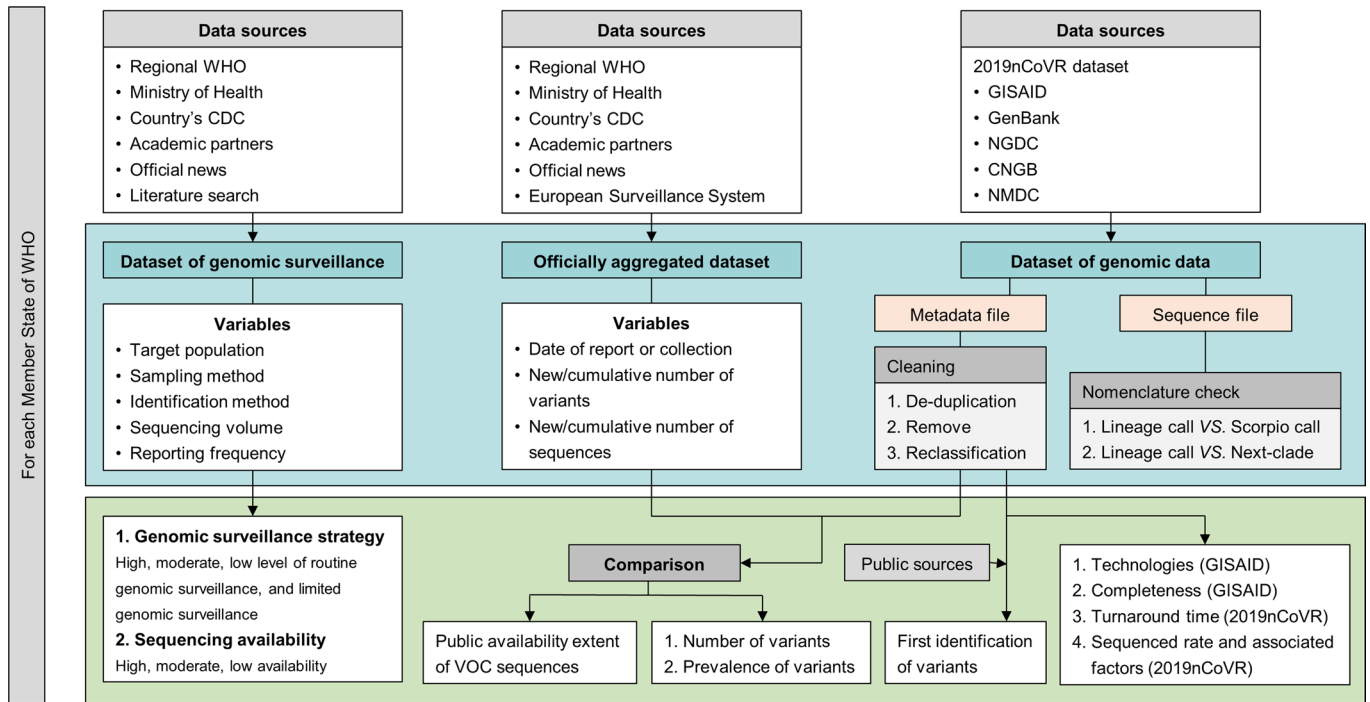 For each Member State of WHO
Data sources
• Regional WHO
• Ministry of Health
• Country's CDC
• Academic partners
• Official news
• Literature search
Data sources
• Regional WHO
• Ministry of Health
• Country's CDC
• Academic partners
• Official news
• European Surveillance System
Data sources
2019nCoVR dataset
• GISAID
• GenBank
• NGDC
• CNGB
• NMDC
Dataset of genomic surveillance
Variables
• Target population
• Sampling method
• Identification method
• Sequencing volume
• Reporting frequency
Officially aggregated dataset
Variables
• Date of report or collection
• New/cumulative number of
variants
• New/cumulative number of
sequences
Dataset of genomic data
Metadata file
Cleaning
1. De-duplication
2. Remove
3. Reclassification
Sequence file
Nomenclature check
1. Lineage call VS. Scorpio call
2. Lineage call VS. Next-clade
1. Genomic surveillance strategy
High, moderate, low level of routine
genomic surveillance, and limited
genomic surveillance
2. Sequencing availability
High, moderate, low availability
Comparison
Public availability extent
of VOC sequences
1. Number of variants
2. Prevalence of variants
Public sources
First identification
of variants
1. Technologies (GISAID)
2. Completeness (GISAID)
3. Turnaround time (2019nCoVR)
4. Sequenced rate and associated
factors (2019nCoVR)